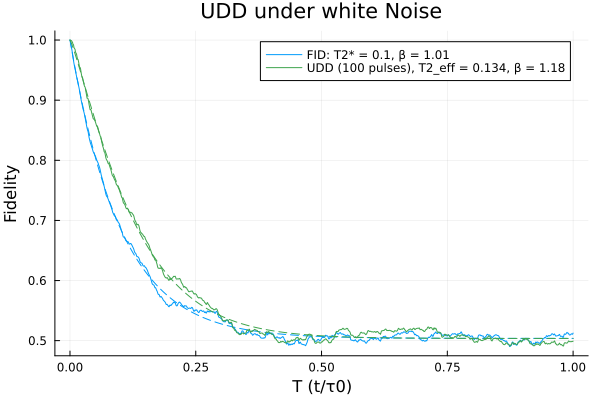 UDD under white Noise
FID: T2* = 0.1, β = 1.01
UDD (100 pulses), T2_eff = 0.134, β = 1.18
Fidelity
1.0
0.9
0.8
0.7
0.6
0.5
0.00 0.25 0.50 0.75 1.00
T (t/τ0)